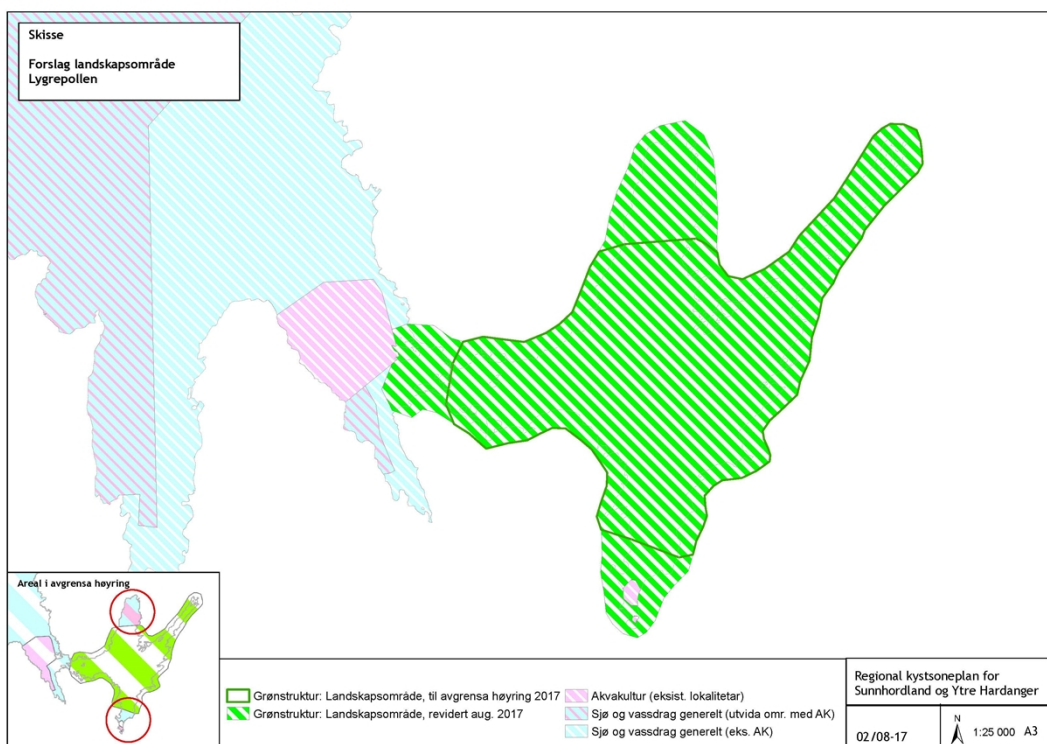 Skisse
Forslag landskapsområde
Lygrepollen
Areal i avgrensa høyring
Grønstruktur: Landskapsområde, til avgrensa høyring 2017
Grønstruktur: Landskapsområde, revidert aug. 2017
Akvakultur (eksist. lokalitetar)
Sjø og vassdrag generelt (utvida omr. med AK)
Sjø og vassdrag generelt (eks. AK)
Regional kystsoneplan for
Sunnhordland og Ytre Hardanger
02/08-17
N
1:25 000 A3